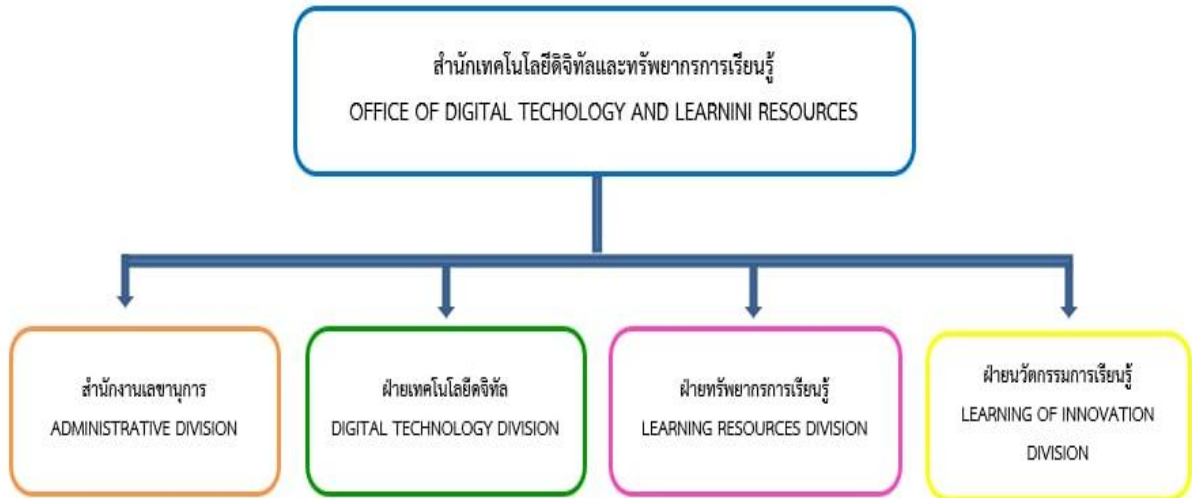 สำนักเทคโนโลยีดิจิทัลและทรัพยากรการเรียนรู้
OFFICE OF DIGITAL TECHOLOGY AND LEARNINI RESOURCES
สำนักงานเลขานุการ
ADMINISTRATIVE DIVISION
ฝ่ายเทคโนโลยีดจิทัล
DIGITAL TECHNOLOGY DIVISION
ฝ่ายทรัพยากรการเรียนรู้
LEARNING RESOURCES DIVISION
ฝ่ายนวัตกรรมการเรียนรู้
LEARNING OF INNOVATION
DIVISION